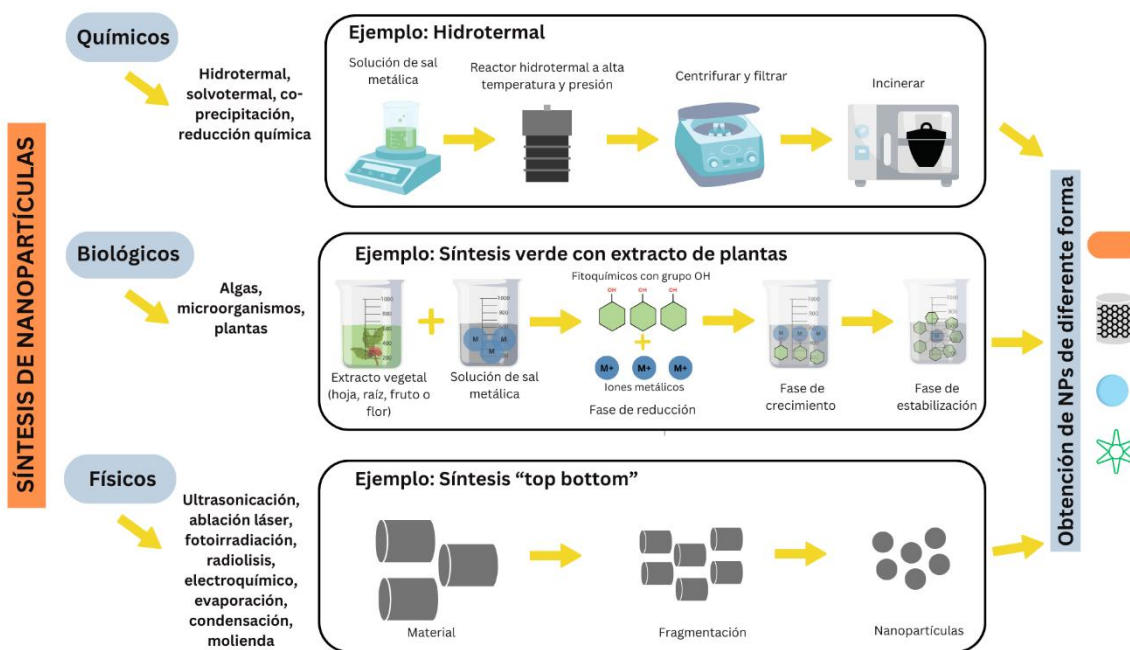 SÍNTESIS DE NANOPARTÍCULAS
Químicos
Hidrotermal,
solvotermal, co-
precipitación,
reducción química
Ejemplo: Hidrotermal
Solución de sal
metálica
Reactor hidrotermal a alta
temperatura y presión
Centrifurar y filtrar
Incinerar
Biológicos
Algas,
microorganismos,
plantas
Ejemplo: Síntesis verde con extracto de plantas
Extracto vegetal
(hoja, raíz, fruto o
flor)
M M M
Solución de sal
metálica
Fitoquímicos con grupo OH
OH OH OH
M+ M+ M+
Iones metálicos
Fase de reducción
M M M
Fase de
crecimiento
M
Fase de
estabilización
Físicos
Ultrasonicación,
ablación láser,
fotoirradiación,
radiolisis,
electroquímico,
evaporación,
condensación,
molienda
Ejemplo: Síntesis “top bottom”
Material
Fragmentación
Nanopartículas
Obtención de NPs de diferente forma